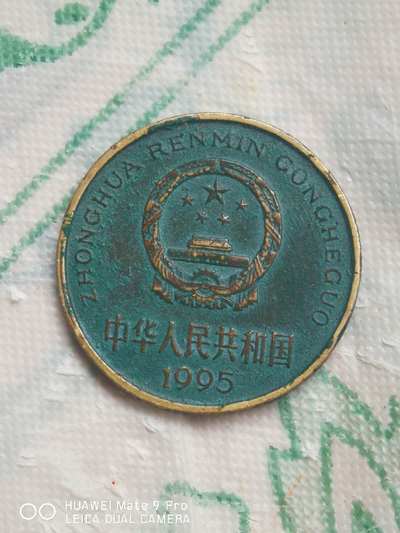 ZHONGHUA RENMIN GONGHEGUO
中华人民共和国
1995
HUAWEI Mate 9 Pro
LEICA DUAL CAMERA